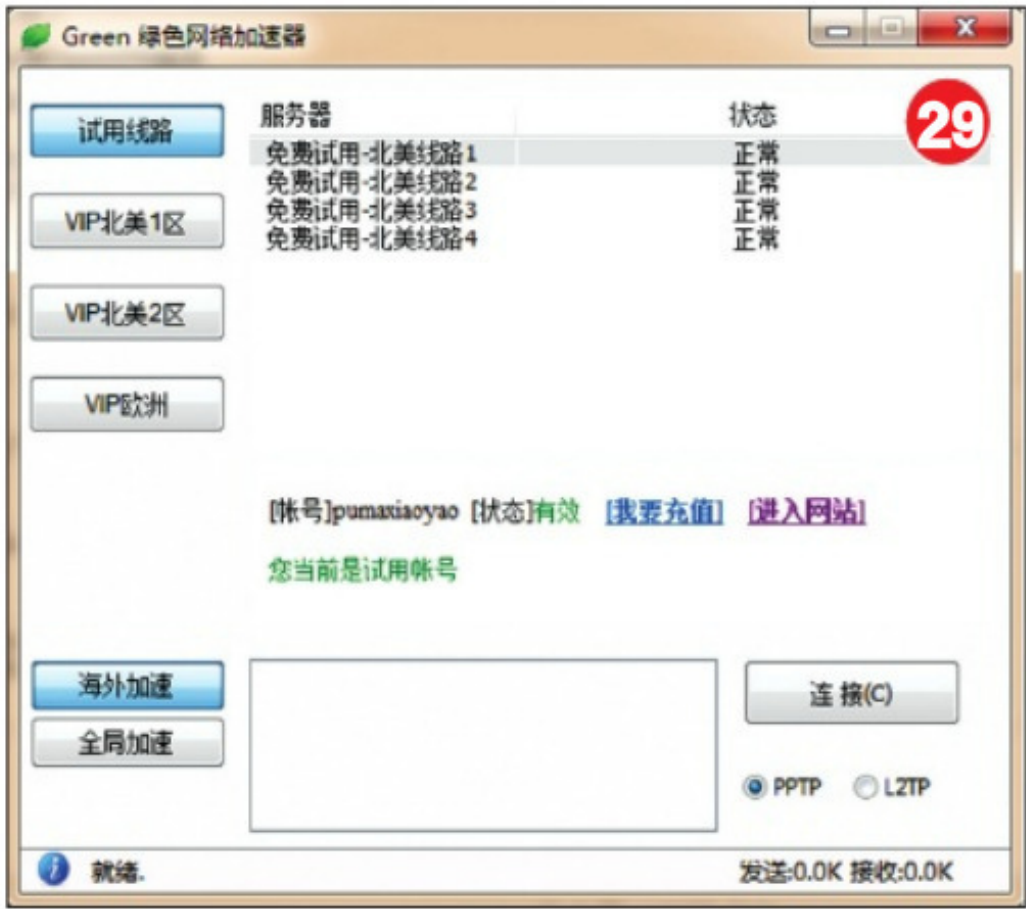 Green 绿色网络加速器
29
试用线路
VIP北美1区
VIP北美2区
VIP欧洲
服务器 状态
免费试用-北美线路1 正常
免费试用-北美线路2 正常
免费试用-北美线路3 正常
免费试用-北美线路4 正常
[帐号]pumaxiaoyao [状态]有效 [我要充值] [进入网站]
您当前是试用帐号
海外加速
全局加速
连 接(C)
PPTP L2TP
就绪. 发送:0.0K 接收:0.0K